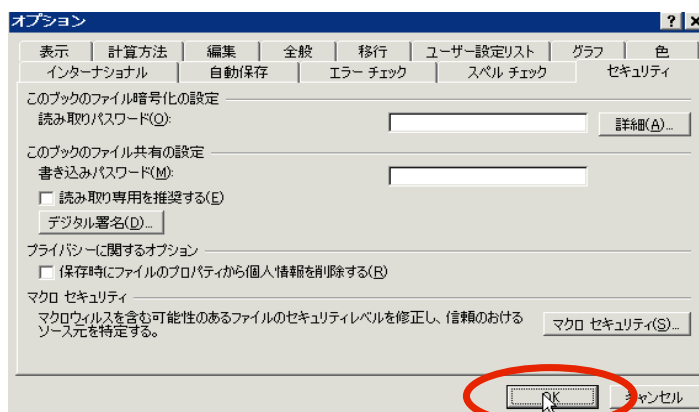 オプション
表示 計算方法 編集 全般 移行 ユーザー設定リスト グラフ 色
インターナショナル 自動保存 エラー チェック スペル チェック セキュリティ
このブックのファイル暗号化の設定
読み取りパスワード(O): 詳細(A)...
このブックのファイル共有の設定
書き込みパスワード(M):
読み取り専用を推奨する(E)
デジタル署名(D)...
プライバシーに関するオプション
保存時にファイルのプロパティから個人情報を削除する(R)
マクロ セキュリティ
マクロウィルスを含む可能性のあるファイルのセキュリティレベルを修正し、信頼のおける
ソース元を特定する。
マクロ セキュリティ(S)...
OK キャンセル